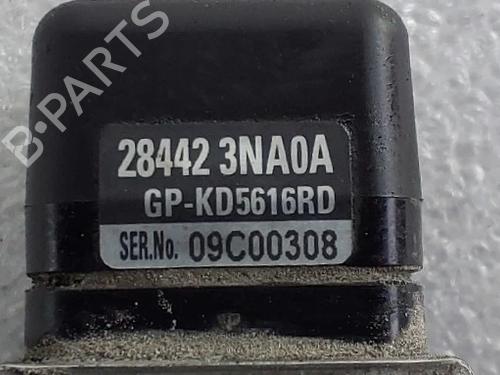 B-PARTS
28442 3NA0A
GP-KD5616RD
SER.No. 09C00308